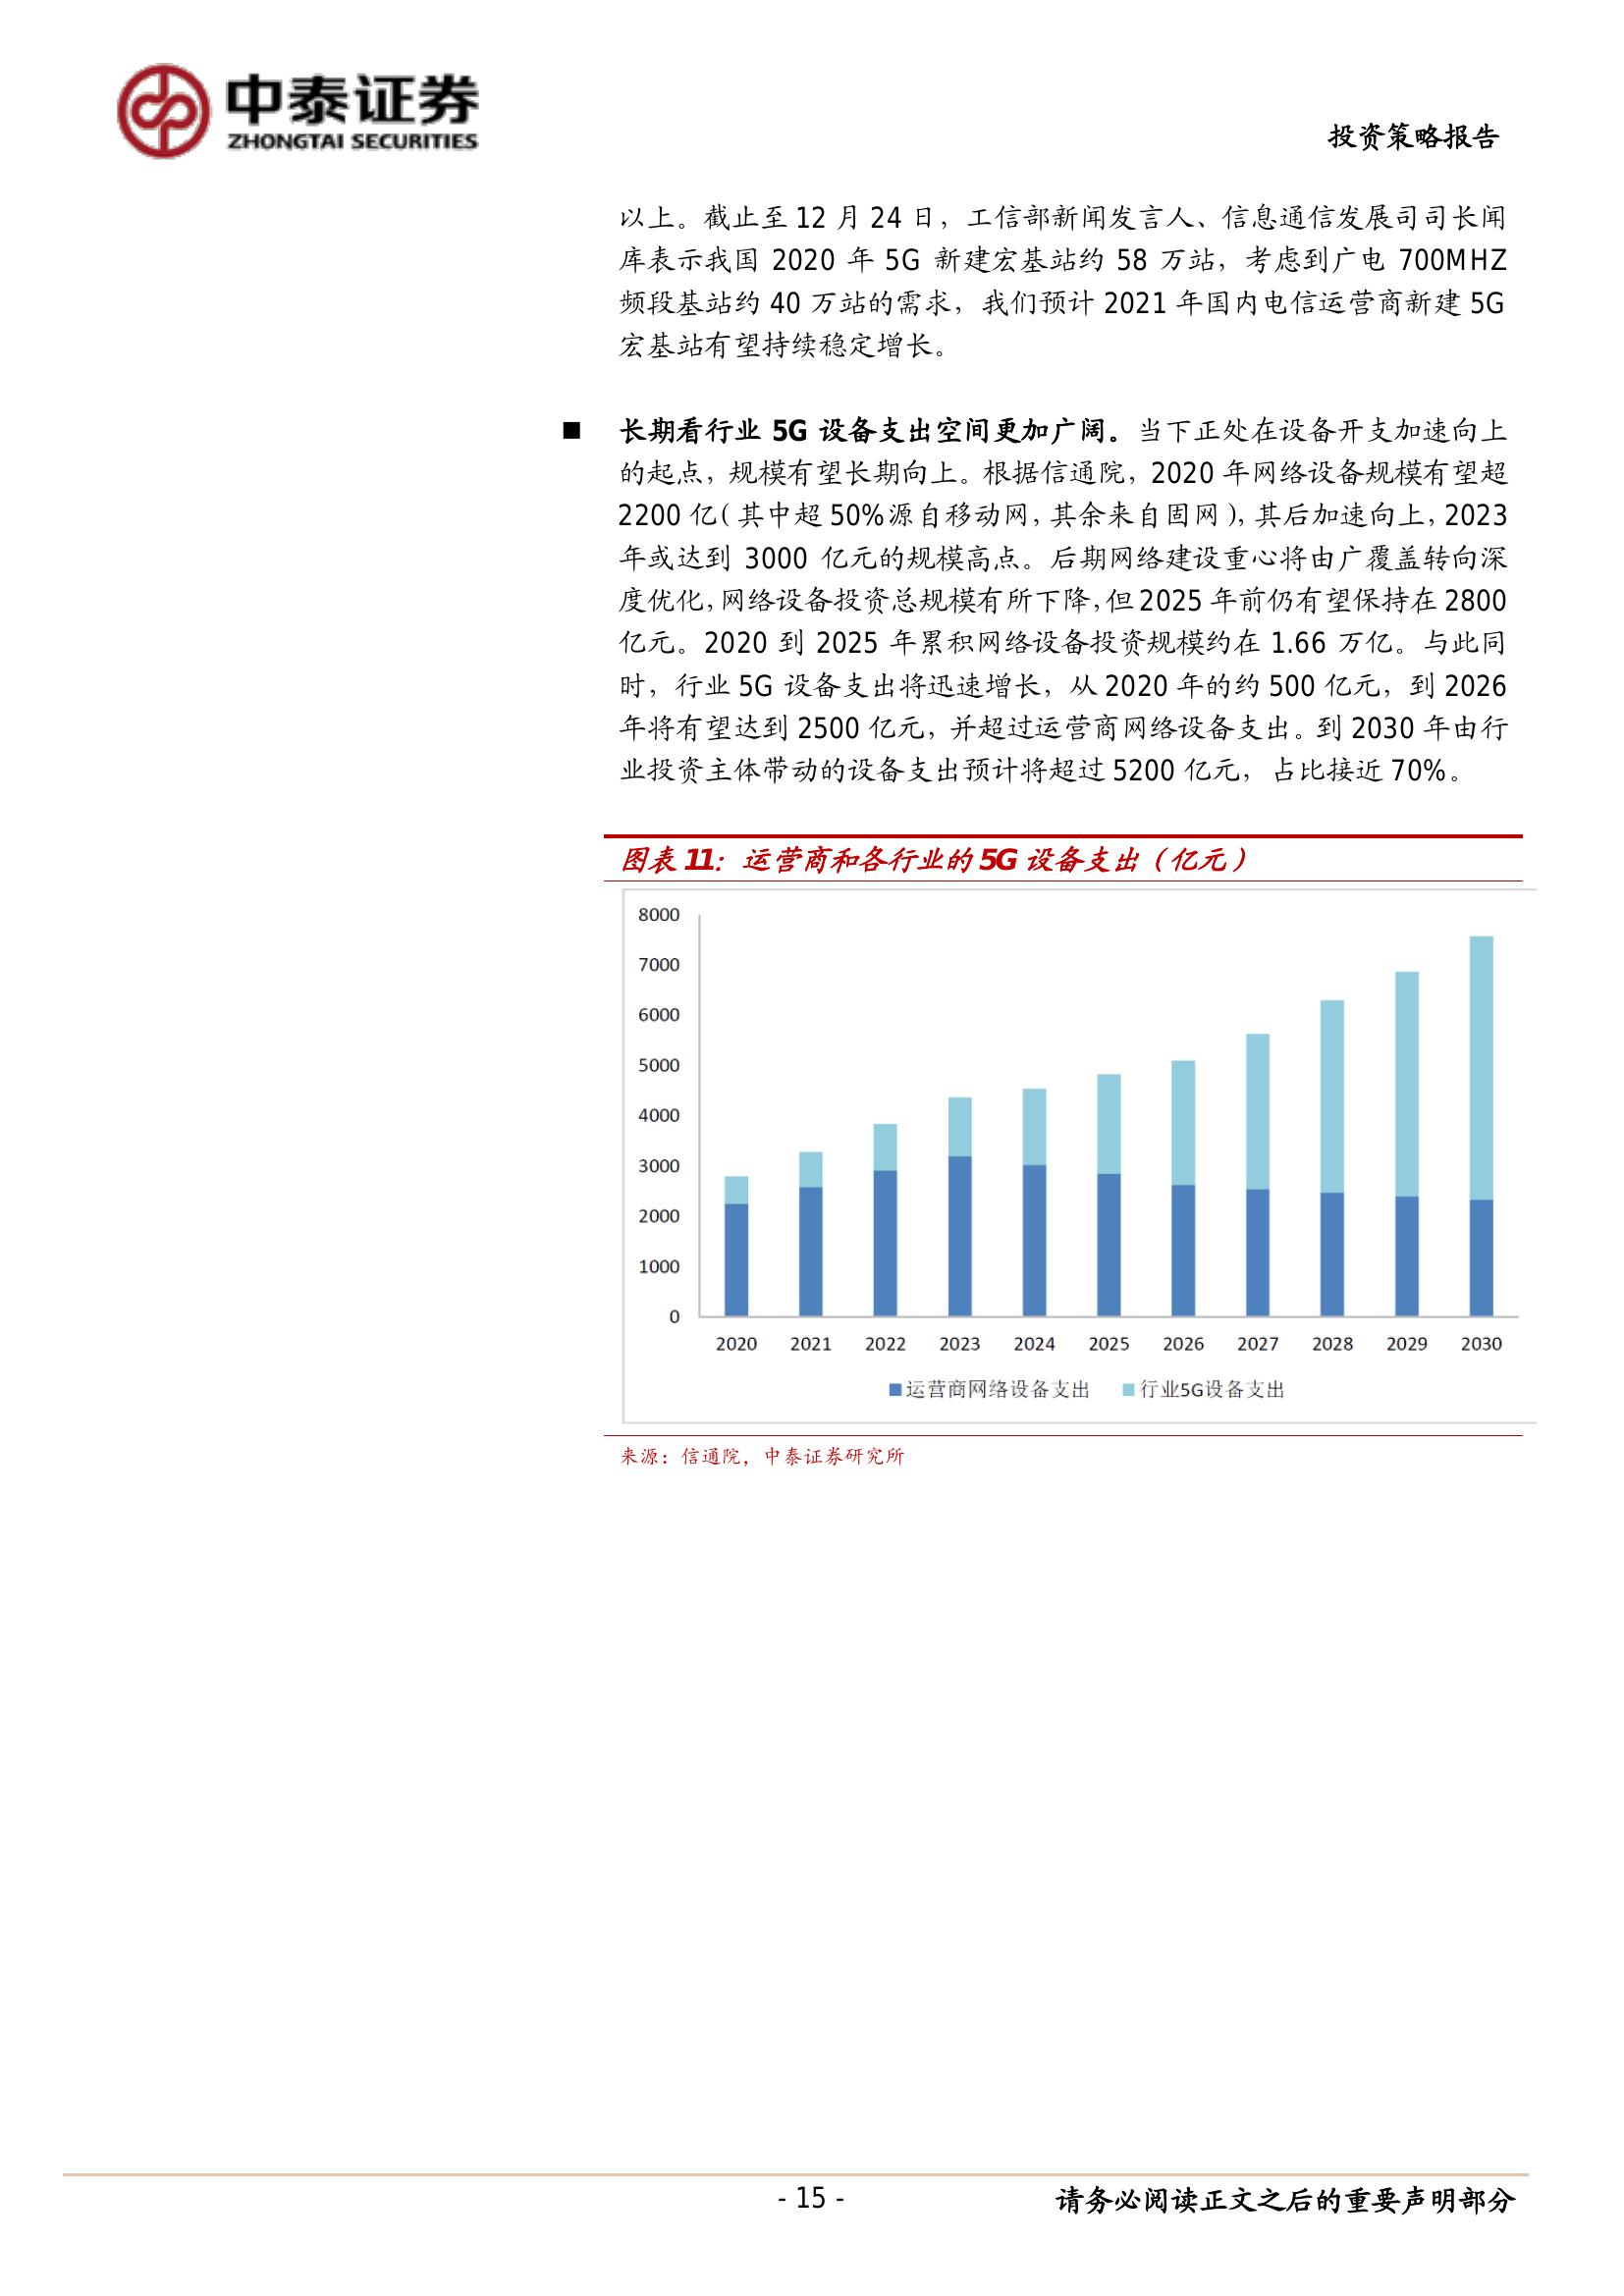 中泰证券
ZHONGTAI SECURITIES
投资策略报告
以上。截止至 12 月 24 日，工信部新闻发言人、信息通信发展司司长闻
库表示我国 2020 年 5G 新建宏基站约 58 万站，考虑到广电 700MHZ
频段基站约 40 万站的需求，我们预计 2021 年国内电信运营商新建 5G
宏基站有望持续稳定增长。
■ 长期看行业 5G 设备支出空间更加广阔。当下正处在设备开支加速向上
的起点，规模有望长期向上。根据信通院，2020 年网络设备规模有望超
2200 亿（其中超 50%源自移动网，其余来自固网），其后加速向上，2023
年或达到 3000 亿元的规模高点。后期网络建设重心将由广覆盖转向深
度优化，网络设备投资总规模有所下降，但 2025 年前仍有望保持在 2800
亿元。2020 到 2025 年累积网络设备投资规模约在 1.66 万亿。与此同
时，行业 5G 设备支出将迅速增长，从 2020 年的约 500 亿元，到 2026
年将有望达到 2500 亿元，并超过运营商网络设备支出。到 2030 年由行
业投资主体带动的设备支出预计将超过 5200 亿元，占比接近 70%。
图表 11：运营商和各行业的 5G 设备支出（亿元）
8000
7000
6000
5000
4000
3000
2000
1000
0
2020 2021 2022 2023 2024 2025 2026 2027 2028 2029 2030
运营商网络设备支出 行业5G设备支出
来源：信通院，中泰证券研究所
- 15 -
请务必阅读正文之后的重要声明部分